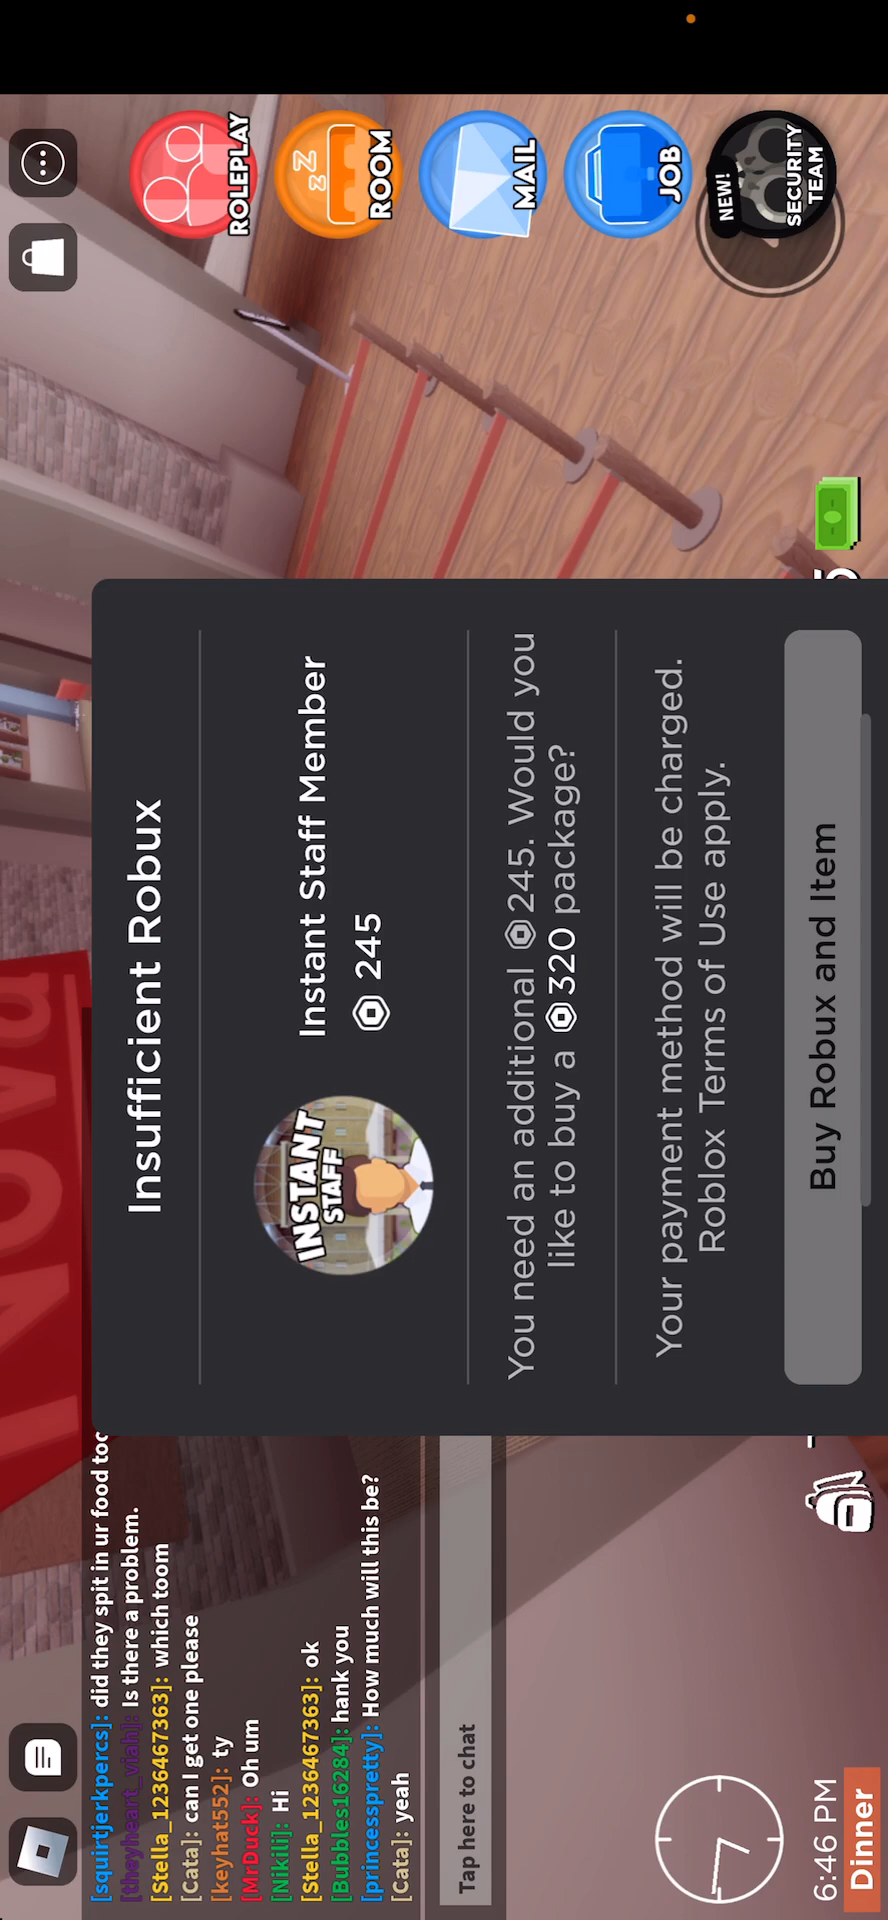 ROLEPLAY
ROOM
MAIL
JOB
NEW!
SECURITY
TEAM
Insufficient Robux
INSTANT
STAFF
Instant Staff Member
245
You need an additional 245. Would you
like to buy a 320 package?
Your payment method will be charged.
Roblox Terms of Use apply.
Buy Robux and Item
[squirtjerkpercs]: did they spit in ur food too
[theyheart_viah]: Is there a problem.
[Stella_1236467363]: which toom
[Cata]: can I get one please
[keyhat552]: ty
[MrDuck]: Oh um
[Nikili]: Hi
[Stella_1236467363]: ok
[Bubbles16284]: hank you
[princesspretty]: How much will this be?
[Cata]: yeah
Tap here to chat
6:46 PM
Dinner